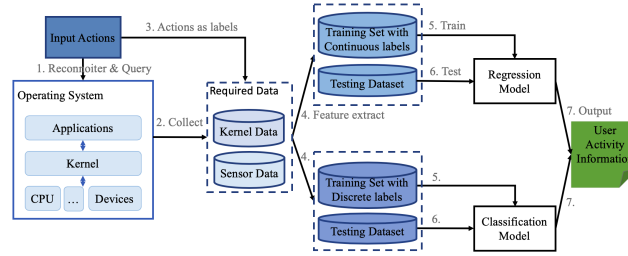 Input Actions
3. Actions as labels
1. Reconnoiter & Query
Operating System
Applications
Kernel
CPU
...
Devices
2. Collect
Required Data
Kernel Data
Sensor Data
4. Feature extract
4.
Training Set with
Continuous labels
Testing Dataset
5. Train
6. Test
Regression
Model
Training Set with
Discrete labels
Testing Dataset
5.
6.
Classification
Model
7. Output
7.
User
Activity
Information